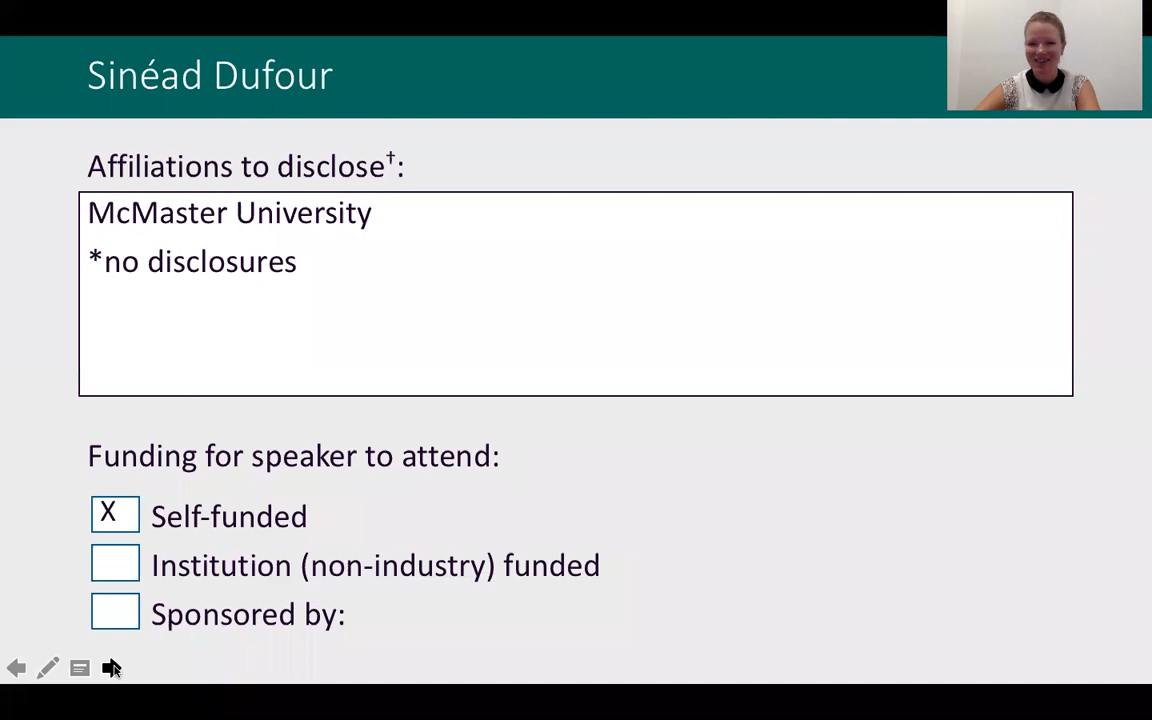 Sinéad Dufour
Affiliations to disclose†:
McMaster University
*no disclosures
Funding for speaker to attend:
X Self-funded
Institution (non-industry) funded
Sponsored by: